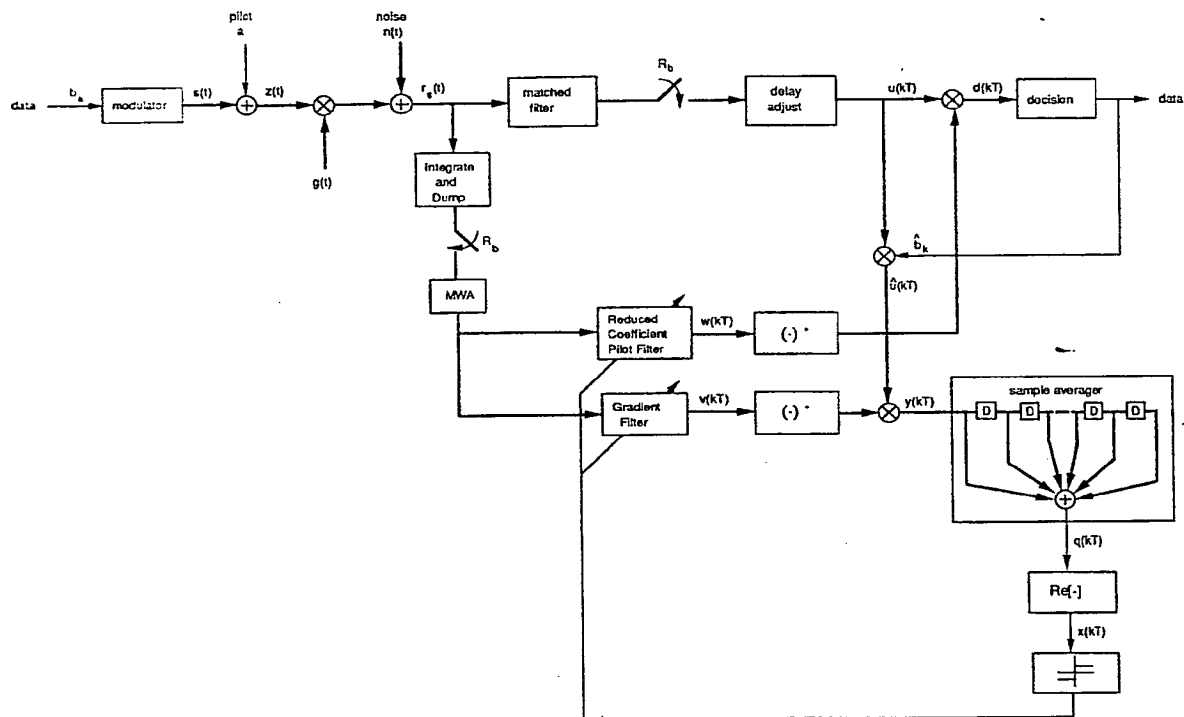 pilot
a
noise
n(t)
data
b_k
modulator
s(t)
z(t)
g(t)
r_s(t)
matched
filter
R_b
delay
adjust
u(kT)
d(kT)
decision
data
Integrate
and
Dump
R_b
MWA
b̂_k
û(kT)
Reduced
Coefficient
Pilot Filter
w(kT)
(·) *
Gradient
Filter
v(kT)
(·) *
y(kT)
sample averager
D D D D
q(kT)
Re[·]
x(kT)